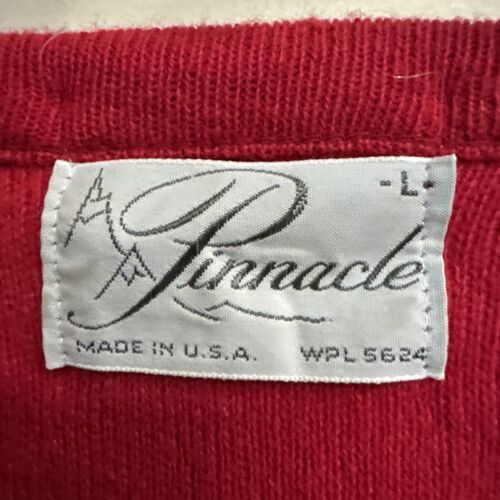 -L-
Pinnacle
MADE IN U.S.A. WPL 5624